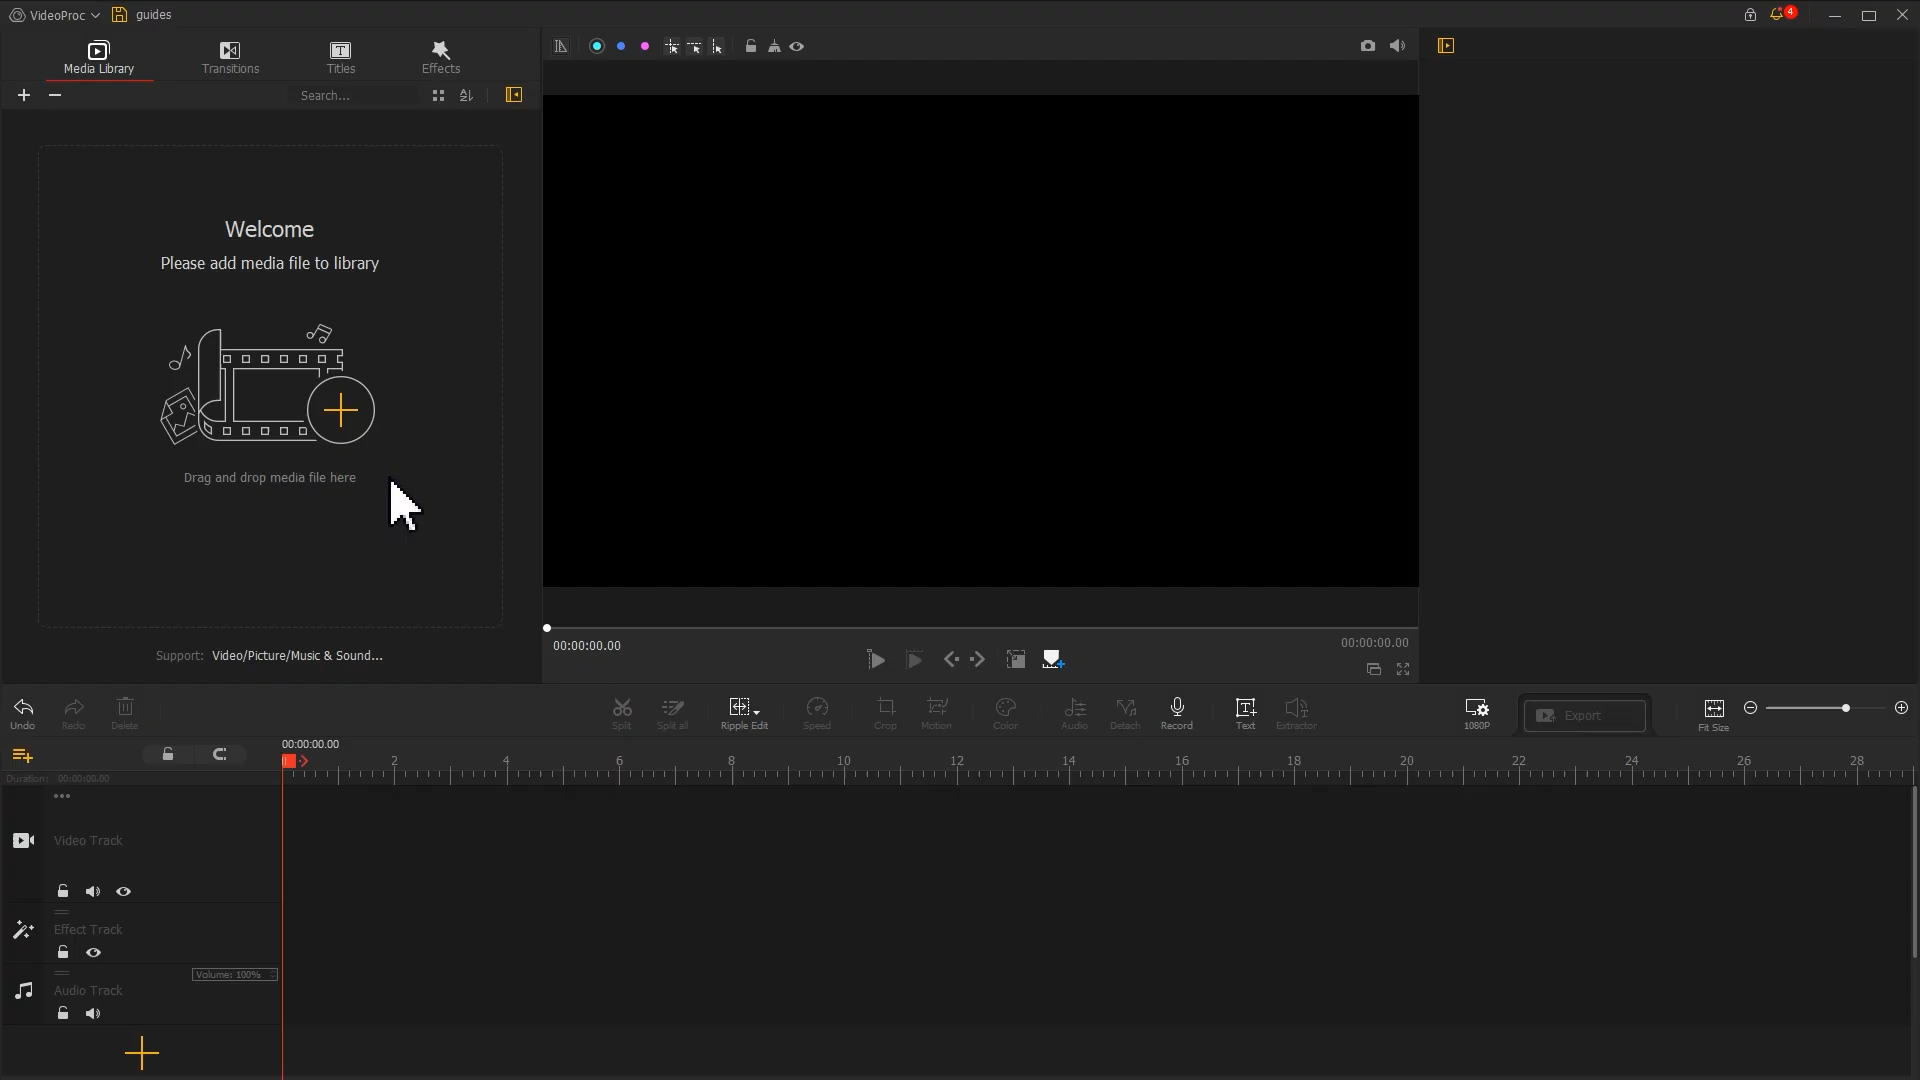 VideoProc guides 4
Media Library Transitions Titles Effects
Search...
Welcome
Please add media file to library
Drag and drop media file here
Support: Video/Picture/Music & Sound...
00:00:00.00 00:00:00.00
Undo Redo Delete Split Split all Ripple Edit Speed Crop Motion Color Audio Detach Record Text Extractor 1080P Export Fit Size
00:00:00.00
2 4 6 8 10 12 14 16 18 20 22 24 26 28
Duration: 00:00:00.00
Video Track
Effect Track
Volume: 100%
Audio Track